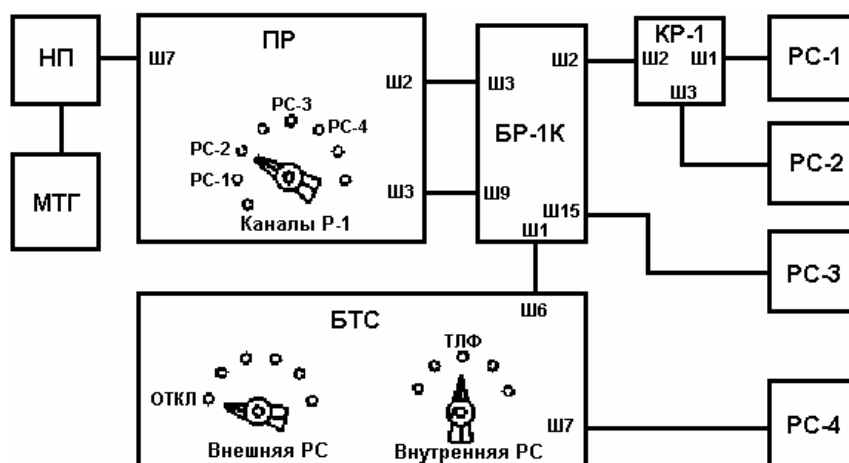 НП
МТГ
ПР
Ш7
Ш2
Ш3
РС-3
РС-4
РС-2
РС-1
Каналы Р-1
БР-1К
Ш3
Ш9
Ш2
Ш15
Ш1
КР-1
Ш2
Ш1
Ш3
РС-1
РС-2
РС-3
РС-4
БТС
Ш6
Ш7
ОТКЛ
Внешняя РС
ТЛФ
Внутренняя РС